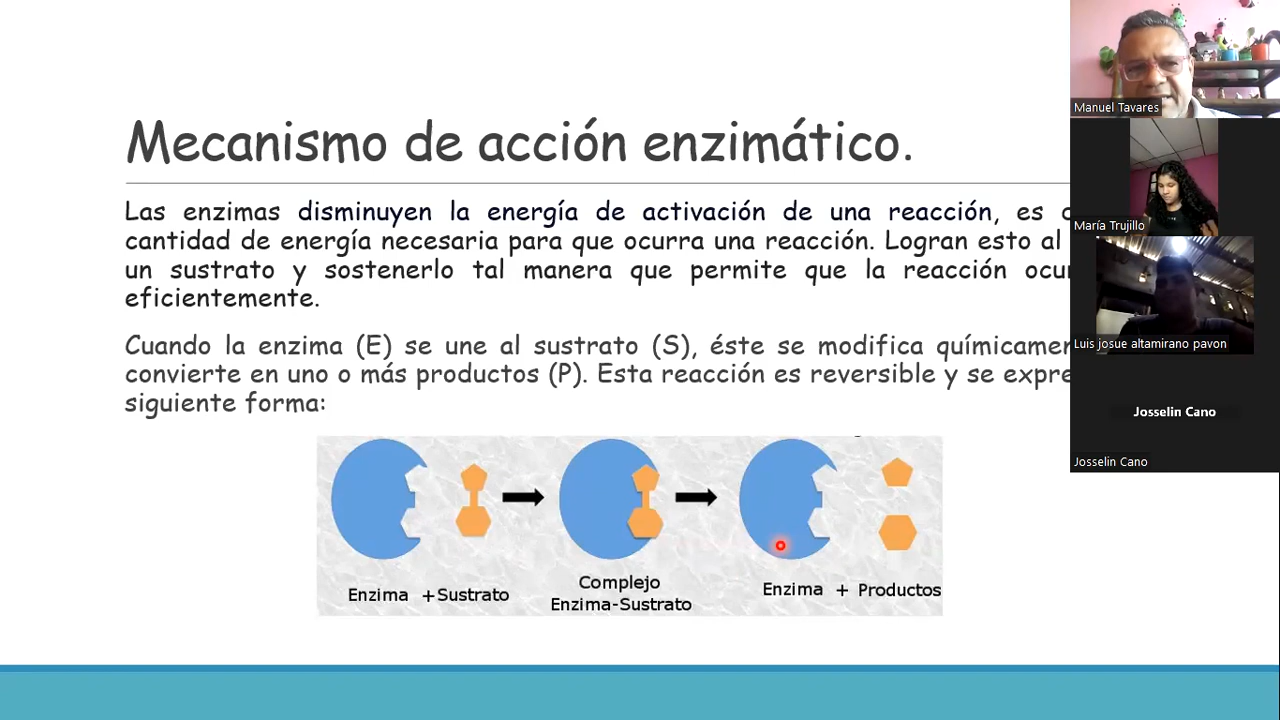 Mecanismo de acción enzimático.
Las enzimas disminuyen la energía de activación de una reacción, es
cantidad de energía necesaria para que ocurra una reacción. Logran esto al
un sustrato y sostenerlo tal manera que permite que la reacción
eficientemente.
Cuando la enzima (E) se une al sustrato (S), éste se modifica
convierte en uno o más productos (P). Esta reacción es reversible y se
siguiente forma:
Enzima + Sustrato
Complejo
Enzima-Sustrato
Enzima + Productos
Manuel Tavares
María Trujillo
Luis josue altamirano pavon
Josselin Cano
Josselin Cano